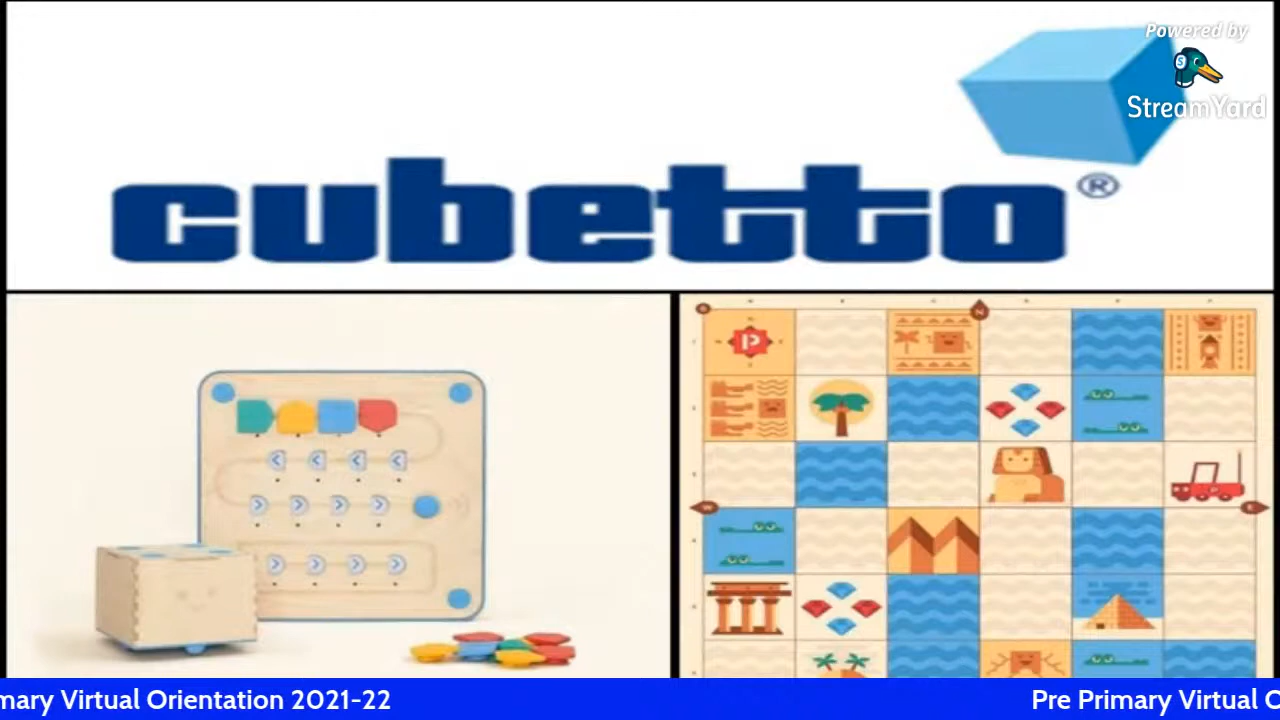 Powered by
StreamYard
cubetto®
P
N
W
E
mary Virtual Orientation 2021-22
Pre Primary Virtual O